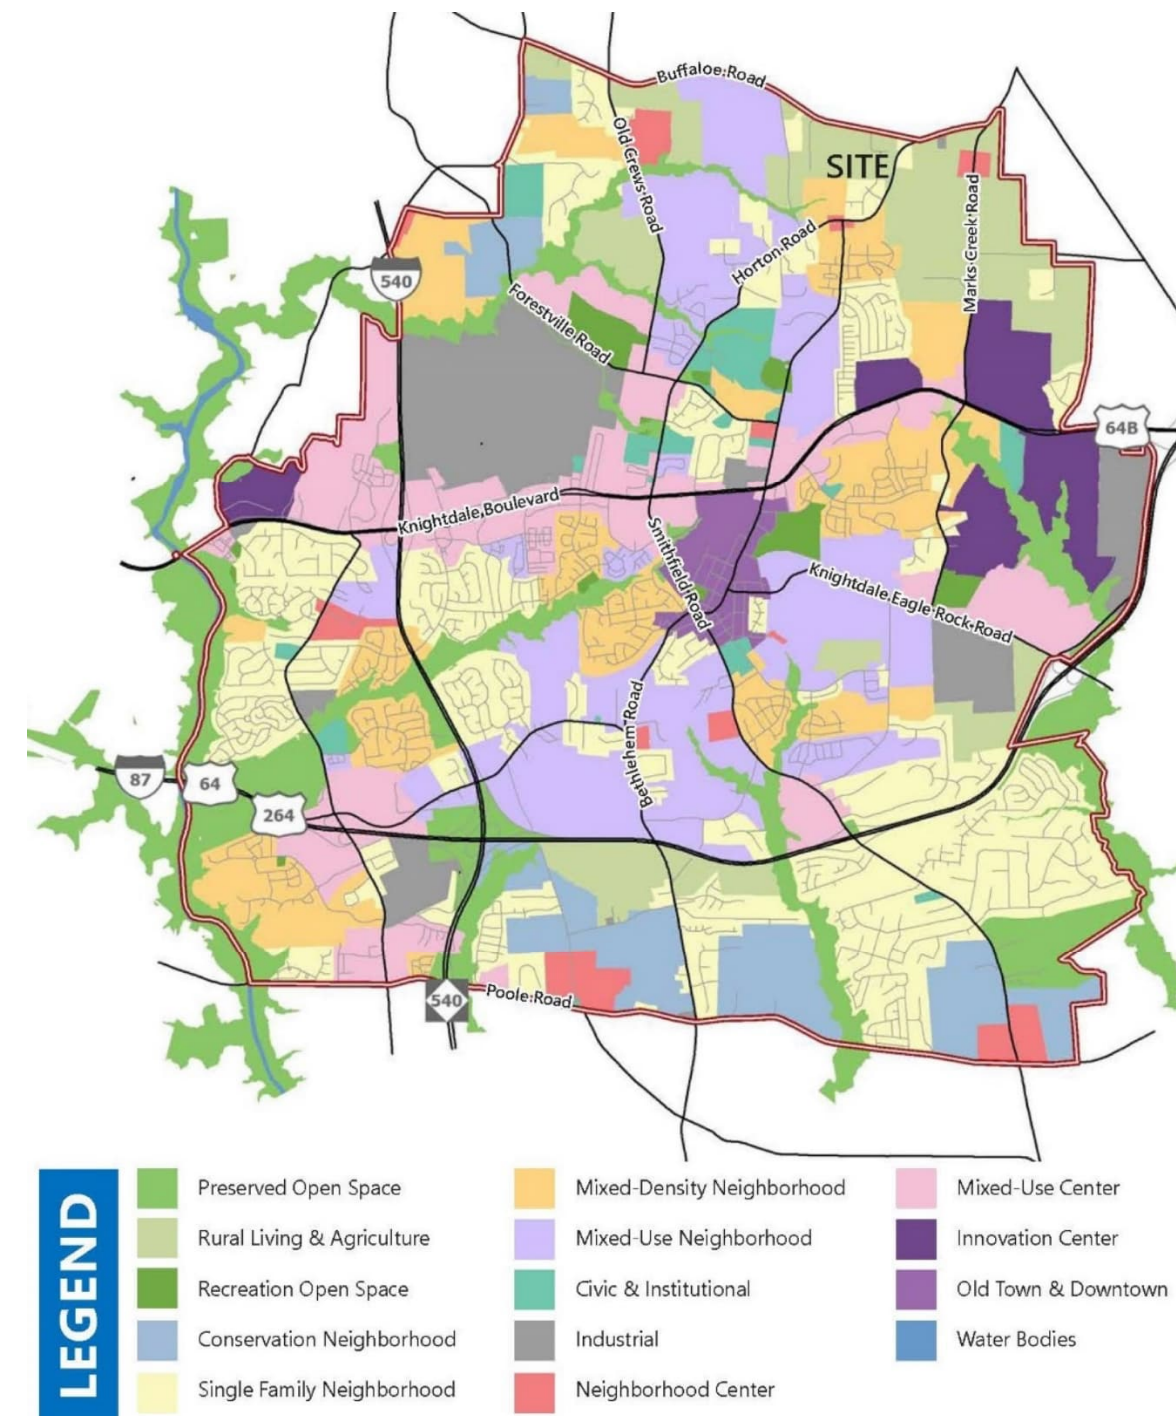 Buffaloe Road
Old Crews Road
SITE
Marks Creek Road
Horton Road
540
Forestville Road
64B
Knightdale Boulevard
Smithfield Road
Knightdale Eagle Rock Road
Bethlehem Road
87
64
264
540
Poole Road
LEGEND
Preserved Open Space
Rural Living & Agriculture
Recreation Open Space
Conservation Neighborhood
Single Family Neighborhood
Mixed-Density Neighborhood
Mixed-Use Neighborhood
Civic & Institutional
Industrial
Neighborhood Center
Mixed-Use Center
Innovation Center
Old Town & Downtown
Water Bodies